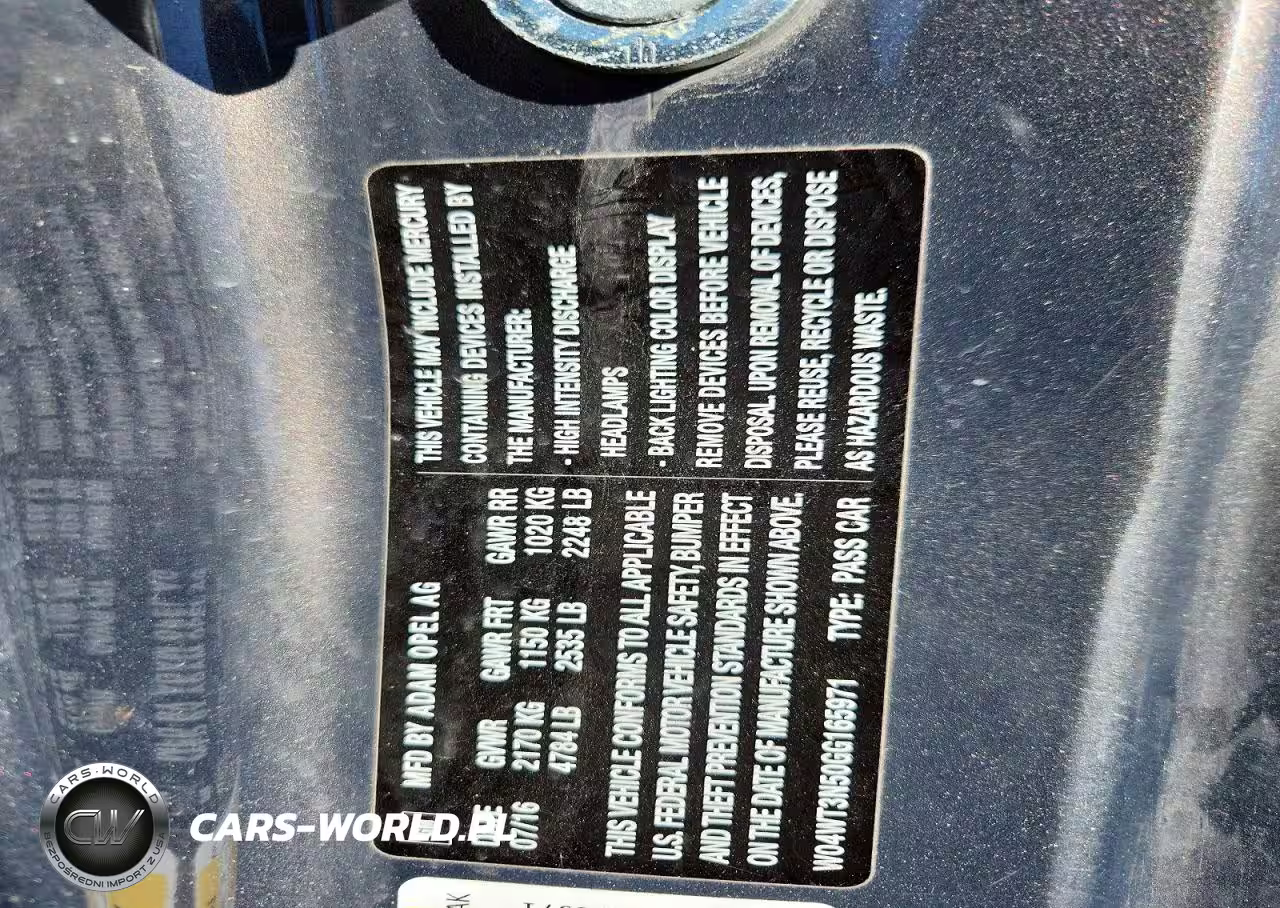 MFD BY ADAM OPEL AG
DATE GVWR GAWR FRT GAWR RR
07/16 2170 KG 1150 KG 1020 KG
4784 LB 2535 LB 2248 LB
THIS VEHICLE CONFORMS TO ALL APPLICABLE
U.S. FEDERAL MOTOR VEHICLE SAFETY, BUMPER
AND THEFT PREVENTION STANDARDS IN EFFECT
ON THE DATE OF MANUFACTURE SHOWN ABOVE.
W04WT3N50GG165971 TYPE: PASS CAR
THIS VEHICLE MAY INCLUDE MERCURY
CONTAINING DEVICES INSTALLED BY
THE MANUFACTURER:
· HIGH INTENSITY DISCHARGE
HEADLAMPS
· BACK LIGHTING COLOR DISPLAY
REMOVE DEVICES BEFORE VEHICLE
DISPOSAL, UPON REMOVAL OF DEVICES,
PLEASE REUSE, RECYCLE OR DISPOSE
AS HAZARDOUS WASTE.
CARS-WORLD
CW
BEZPOŚREDNI IMPORT Z USA
CARS-WORLD.PL